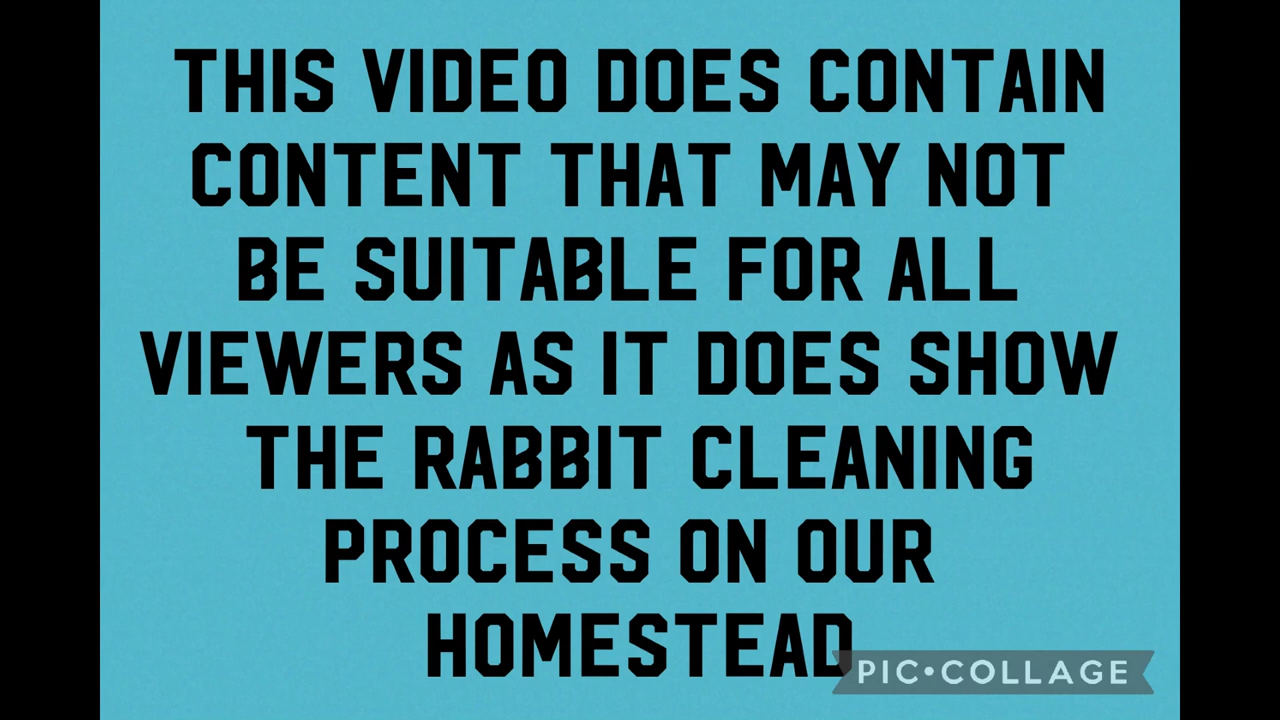 THIS VIDEO DOES CONTAIN
CONTENT THAT MAY NOT
BE SUITABLE FOR ALL
VIEWERS AS IT DOES SHOW
THE RABBIT CLEANING
PROCESS ON OUR
HOMESTEAD
PIC•COLLAGE